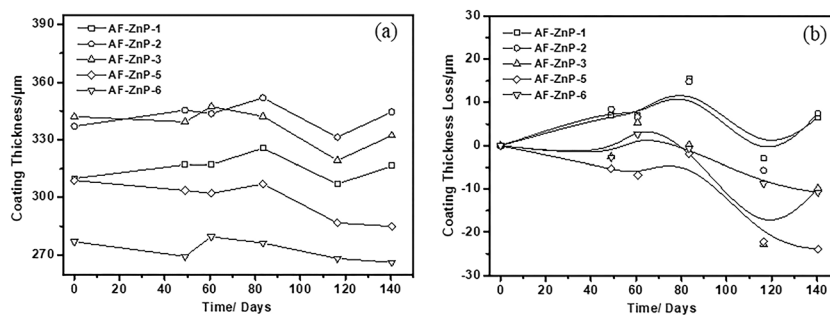 (a)
AF-ZnP-1
AF-ZnP-2
AF-ZnP-3
AF-ZnP-5
AF-ZnP-6
Coating Thickness/μm
390
360
330
300
270
0 20 40 60 80 100 120 140
Time/ Days
(b)
AF-ZnP-1
AF-ZnP-2
AF-ZnP-3
AF-ZnP-5
AF-ZnP-6
Coating Thickness Loss/μm
30
20
10
0
-10
-20
-30
0 20 40 60 80 100 120 140
Time/ Days